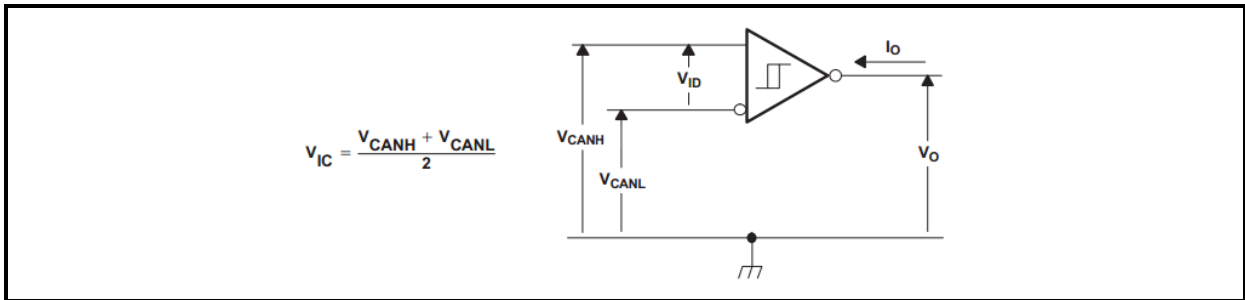 V_IC = (V_CANH + V_CANL) / 2
I_O
V_ID
V_CANH
V_CANL
V_O